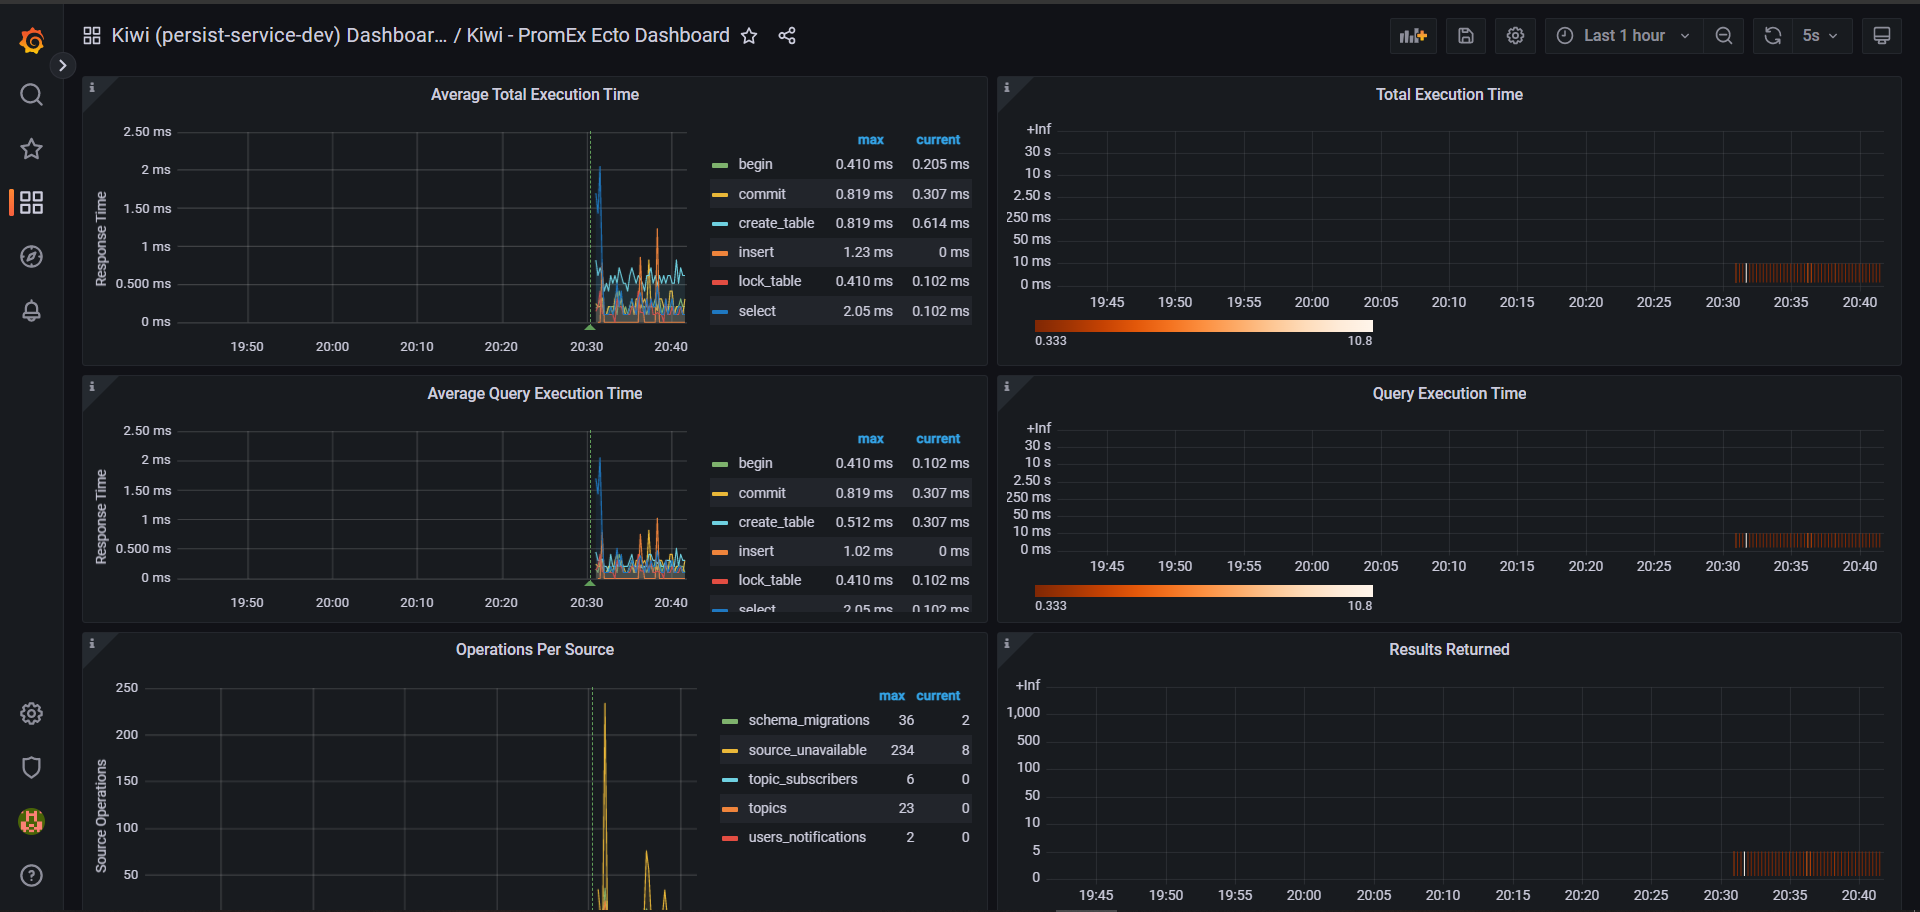 Kiwi (persist-service-dev) Dashboar... / Kiwi - PromEx Ecto Dashboard
Last 1 hour
5s
Average Total Execution Time
Response Time
2.50 ms
2 ms
1.50 ms
1 ms
0.500 ms
0 ms
19:50 20:00 20:10 20:20 20:30 20:40
max current
begin 0.410 ms 0.205 ms
commit 0.819 ms 0.307 ms
create_table 0.819 ms 0.614 ms
insert 1.23 ms 0 ms
lock_table 0.410 ms 0.102 ms
select 2.05 ms 0.102 ms
Total Execution Time
+Inf
30 s
10 s
2.50 s
250 ms
50 ms
10 ms
0 ms
19:45 19:50 19:55 20:00 20:05 20:10 20:15 20:20 20:25 20:30 20:35 20:40
0.333 10.8
Average Query Execution Time
Response Time
2.50 ms
2 ms
1.50 ms
1 ms
0.500 ms
0 ms
19:50 20:00 20:10 20:20 20:30 20:40
max current
begin 0.410 ms 0.102 ms
commit 0.819 ms 0.307 ms
create_table 0.512 ms 0.307 ms
insert 1.02 ms 0 ms
lock_table 0.410 ms 0.102 ms
select 2.05 ms 0.102 ms
Query Execution Time
+Inf
30 s
10 s
2.50 s
250 ms
50 ms
10 ms
0 ms
19:45 19:50 19:55 20:00 20:05 20:10 20:15 20:20 20:25 20:30 20:35 20:40
0.333 10.8
Operations Per Source
Source Operations
250
200
150
100
50
max current
schema_migrations 36 2
source_unavailable 234 8
topic_subscribers 6 0
topics 23 0
users_notifications 2 0
Results Returned
+Inf
1,000
500
100
50
10
5
0
19:45 19:50 19:55 20:00 20:05 20:10 20:15 20:20 20:25 20:30 20:35 20:40